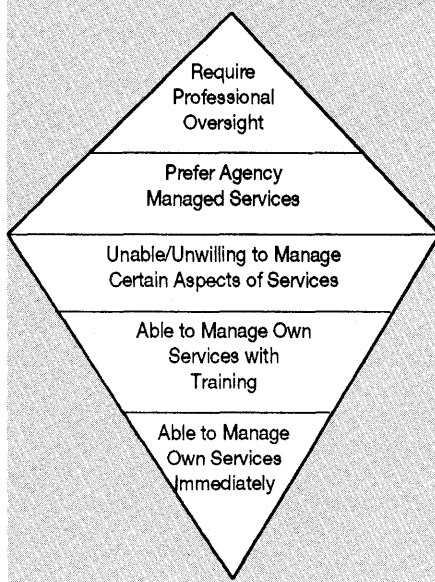 Require
Professional
Oversight
Prefer Agency
Managed Services
Unable/Unwilling to Manage
Certain Aspects of Services
Able to Manage Own
Services with
Training
Able to Manage
Own Services
Immediately